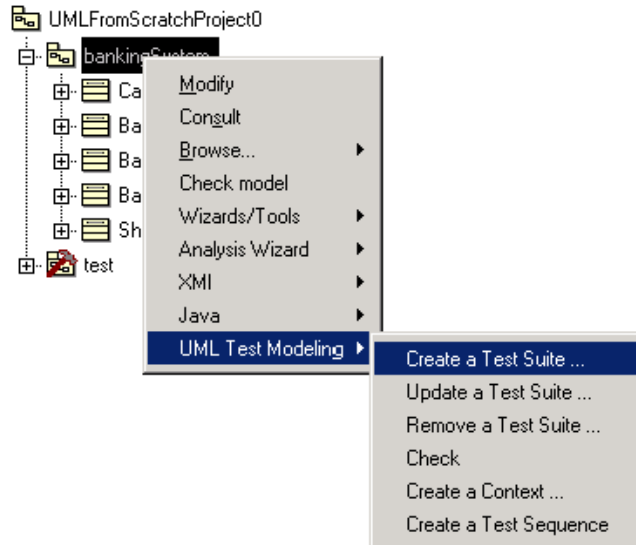 UMLFromScratchProject0
bankingSystem
Ca
Ba
Ba
Ba
Sh
test
Modify
Consult
Browse...
Check model
Wizards/Tools
Analysis Wizard
XMI
Java
UML Test Modeling
Create a Test Suite ...
Update a Test Suite ...
Remove a Test Suite ...
Check
Create a Context ...
Create a Test Sequence